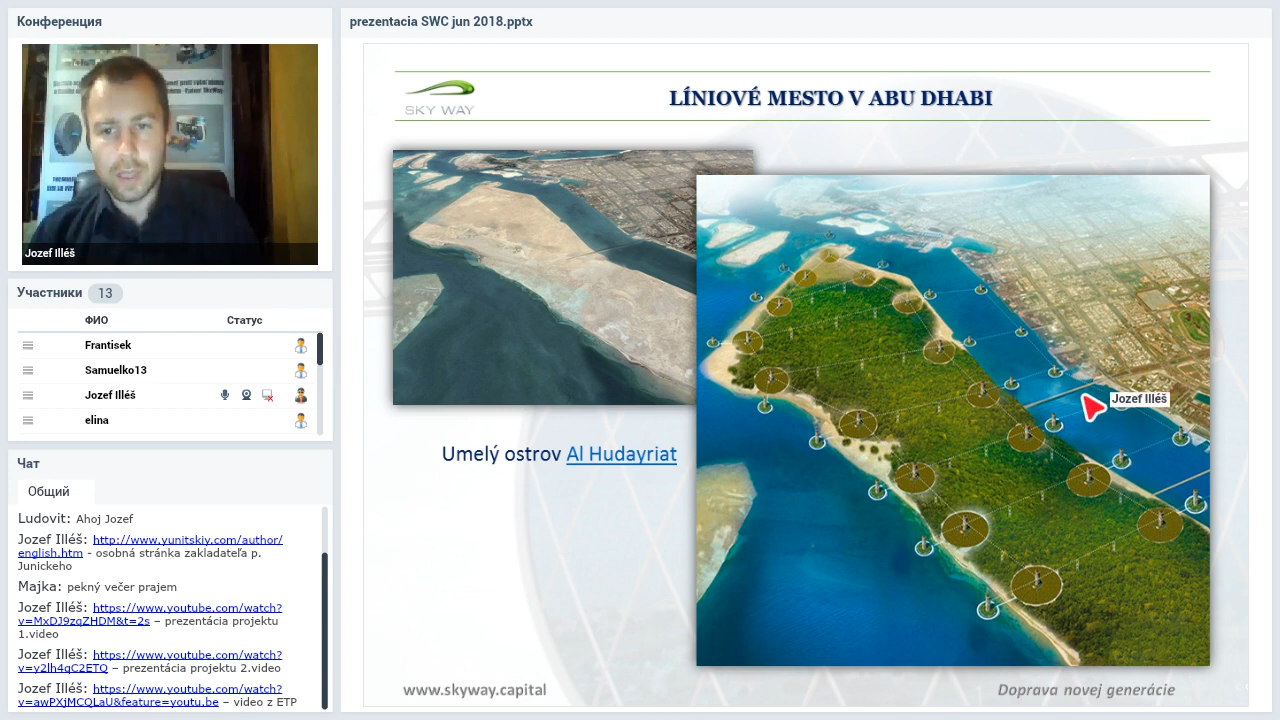 Конференция
Jozef Illéš
Участники 13
ФИО Статус
Frantisek
Samuelko13
Jozef Illéš
elina
Чат
Общий
Ludovit: Ahoj Jozef
Jozef Illéš: http://www.yunitskiy.com/author/
english.htm - osobná stránka zakladateľa p.
Junickeho
Majka: pekný večer prajem
Jozef Illéš: https://www.youtube.com/watch?
v=MxDJ9zqZHDM&t=2s – prezentácia projektu
1.video
Jozef Illéš: https://www.youtube.com/watch?
v=y2lh4qC2ETQ – prezentácia projektu 2.video
Jozef Illéš: https://www.youtube.com/watch?
v=awPXjMCQLaU&feature=youtu.be – video z ETP
prezentacia SWC jun 2018.pptx
SKY WAY
LÍNIOVÉ MESTO V ABU DHABI
Jozef Illéš
Umelý ostrov Al Hudayriat
www.skyway.capital
Doprava novej generácie